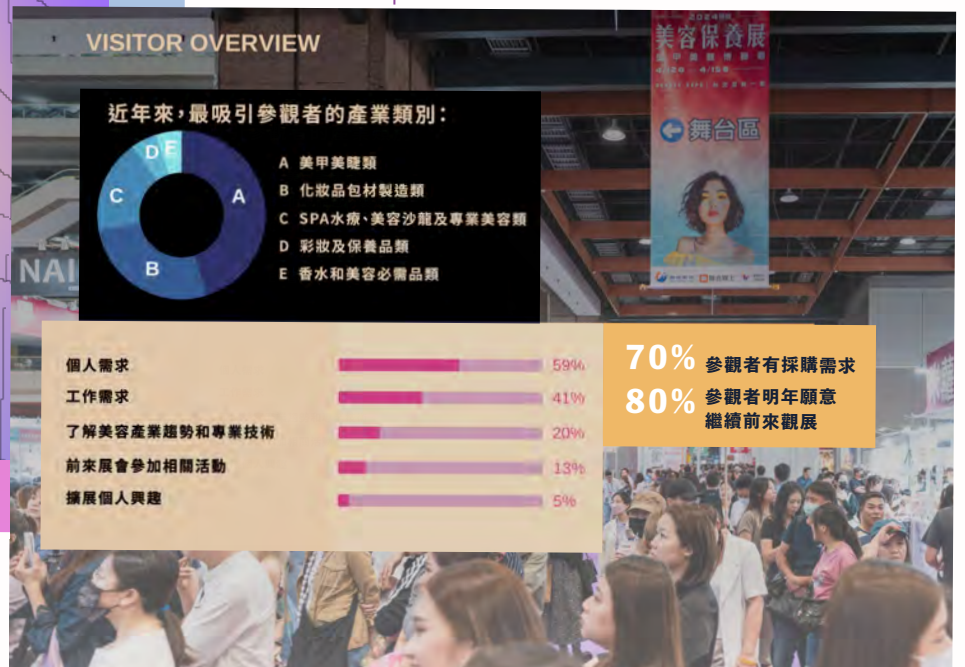 VISITOR OVERVIEW
近年來,最吸引參觀者的產業類別:
A
B
C
D
E
A 美甲美睫類
B 化妝品包材製造類
C SPA水療、美容沙龍及專業美容類
D 彩妝及保養品類
E 香水和美容必需品類
美容保養展
舞台區
NAI
個人需求 59%
工作需求 41%
了解美容產業趨勢和專業技術 20%
前來展會參加相關活動 13%
擴展個人興趣 5%
70% 參觀者有採購需求
80% 參觀者明年願意
繼續前來觀展